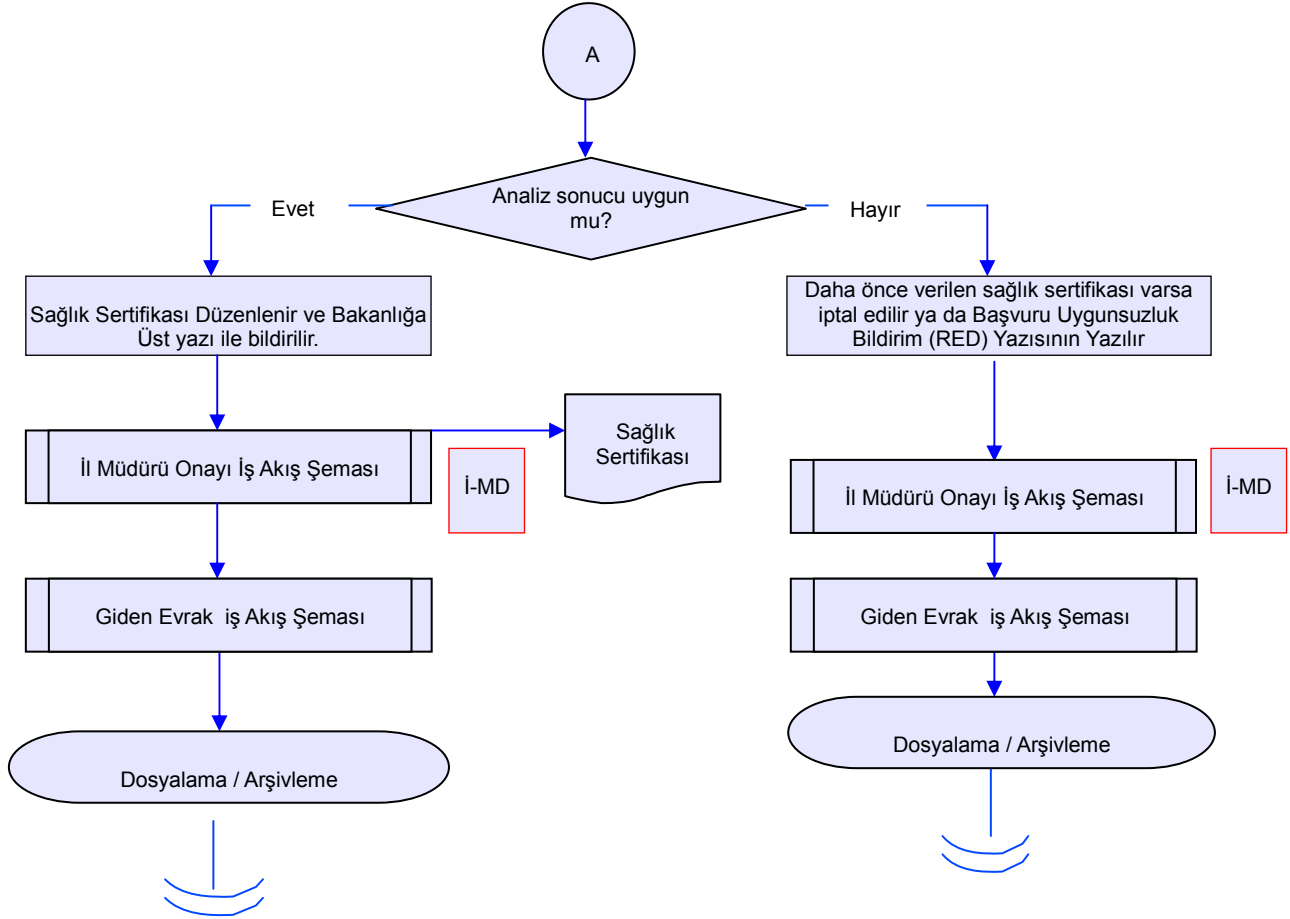 A
Analiz sonucu uygun
mu?
Evet
Hayır
Sağlık Sertifikası Düzenlenir ve Bakanlığa
Üst yazı ile bildirilir.
Daha önce verilen sağlık sertifikası varsa
iptal edilir ya da Başvuru Uygunsuzluk
Bildirim (RED) Yazısının Yazılır
Sağlık
Sertifikası
İl Müdürü Onayı İş Akış Şeması
İ-MD
İl Müdürü Onayı İş Akış Şeması
İ-MD
Giden Evrak iş Akış Şeması
Giden Evrak iş Akış Şeması
Dosyalama / Arşivleme
Dosyalama / Arşivleme